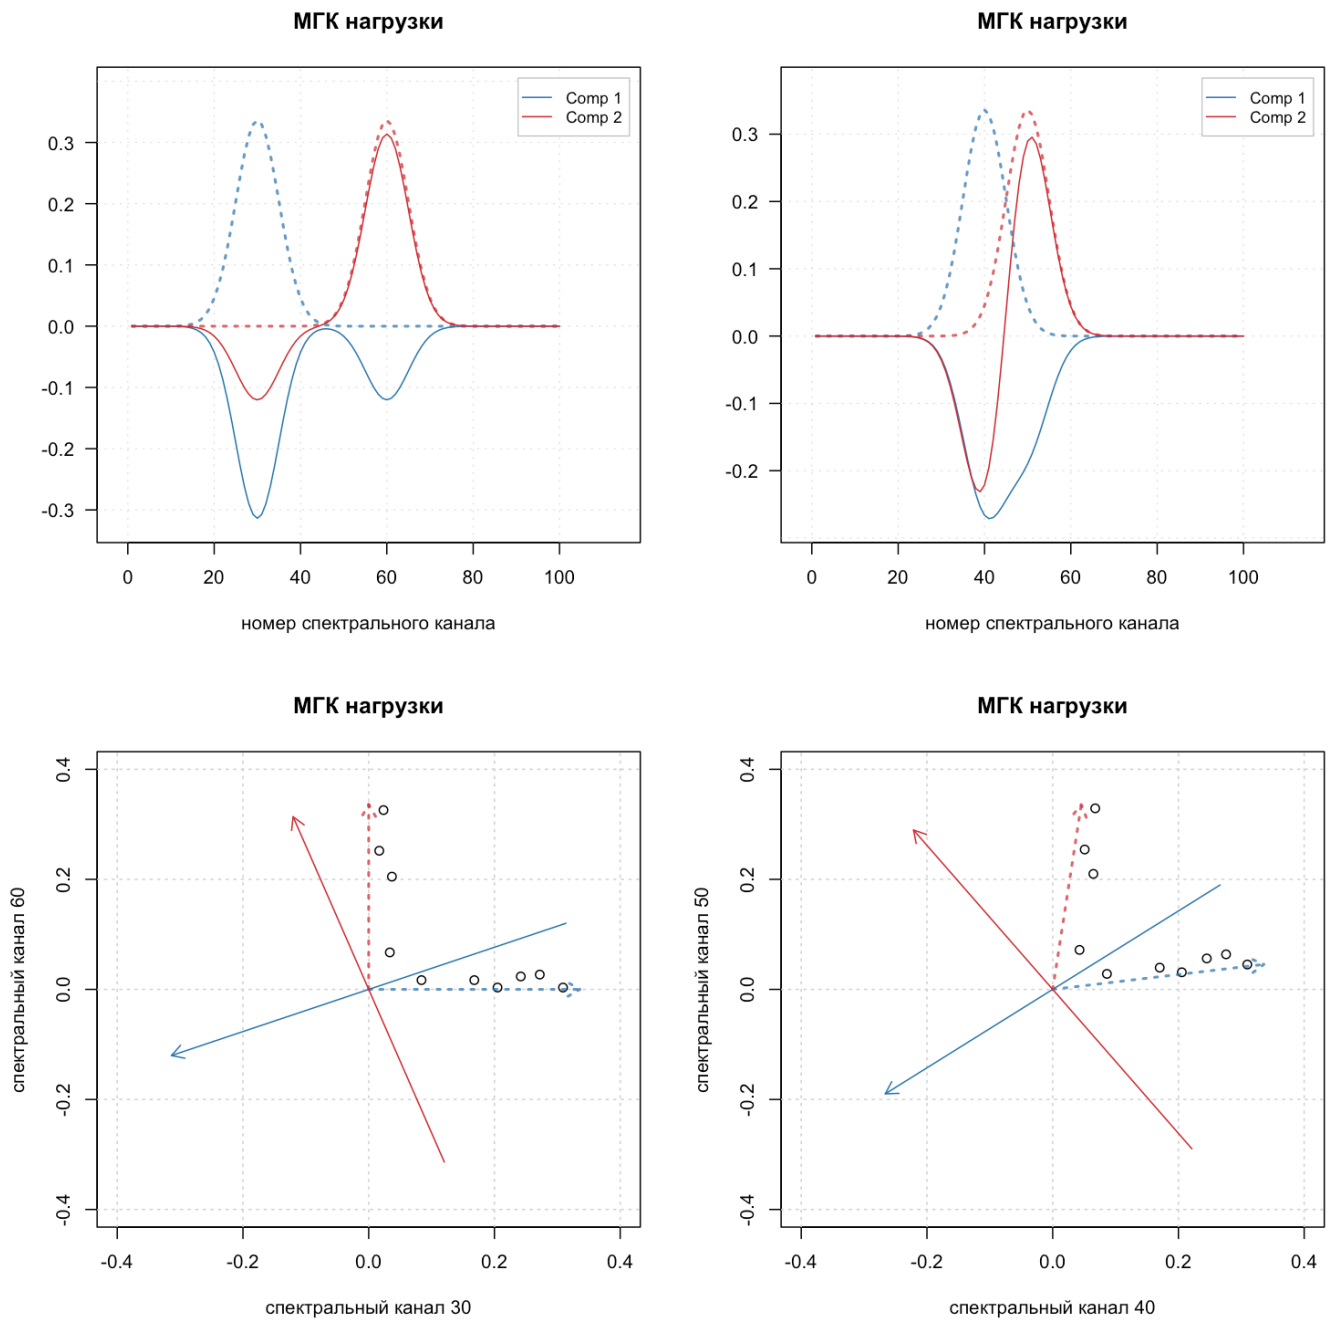 МГК нагрузки
Comp 1
Comp 2
0.3
0.2
0.1
0.0
-0.1
-0.2
-0.3
0 20 40 60 80 100
номер спектрального канала
МГК нагрузки
Comp 1
Comp 2
0.3
0.2
0.1
0.0
-0.1
-0.2
0 20 40 60 80 100
номер спектрального канала
МГК нагрузки
спектральный канал 60
0.4
0.2
0.0
-0.2
-0.4
-0.4 -0.2 0.0 0.2 0.4
спектральный канал 30
МГК нагрузки
спектральный канал 50
0.4
0.2
0.0
-0.2
-0.4
-0.4 -0.2 0.0 0.2 0.4
спектральный канал 40